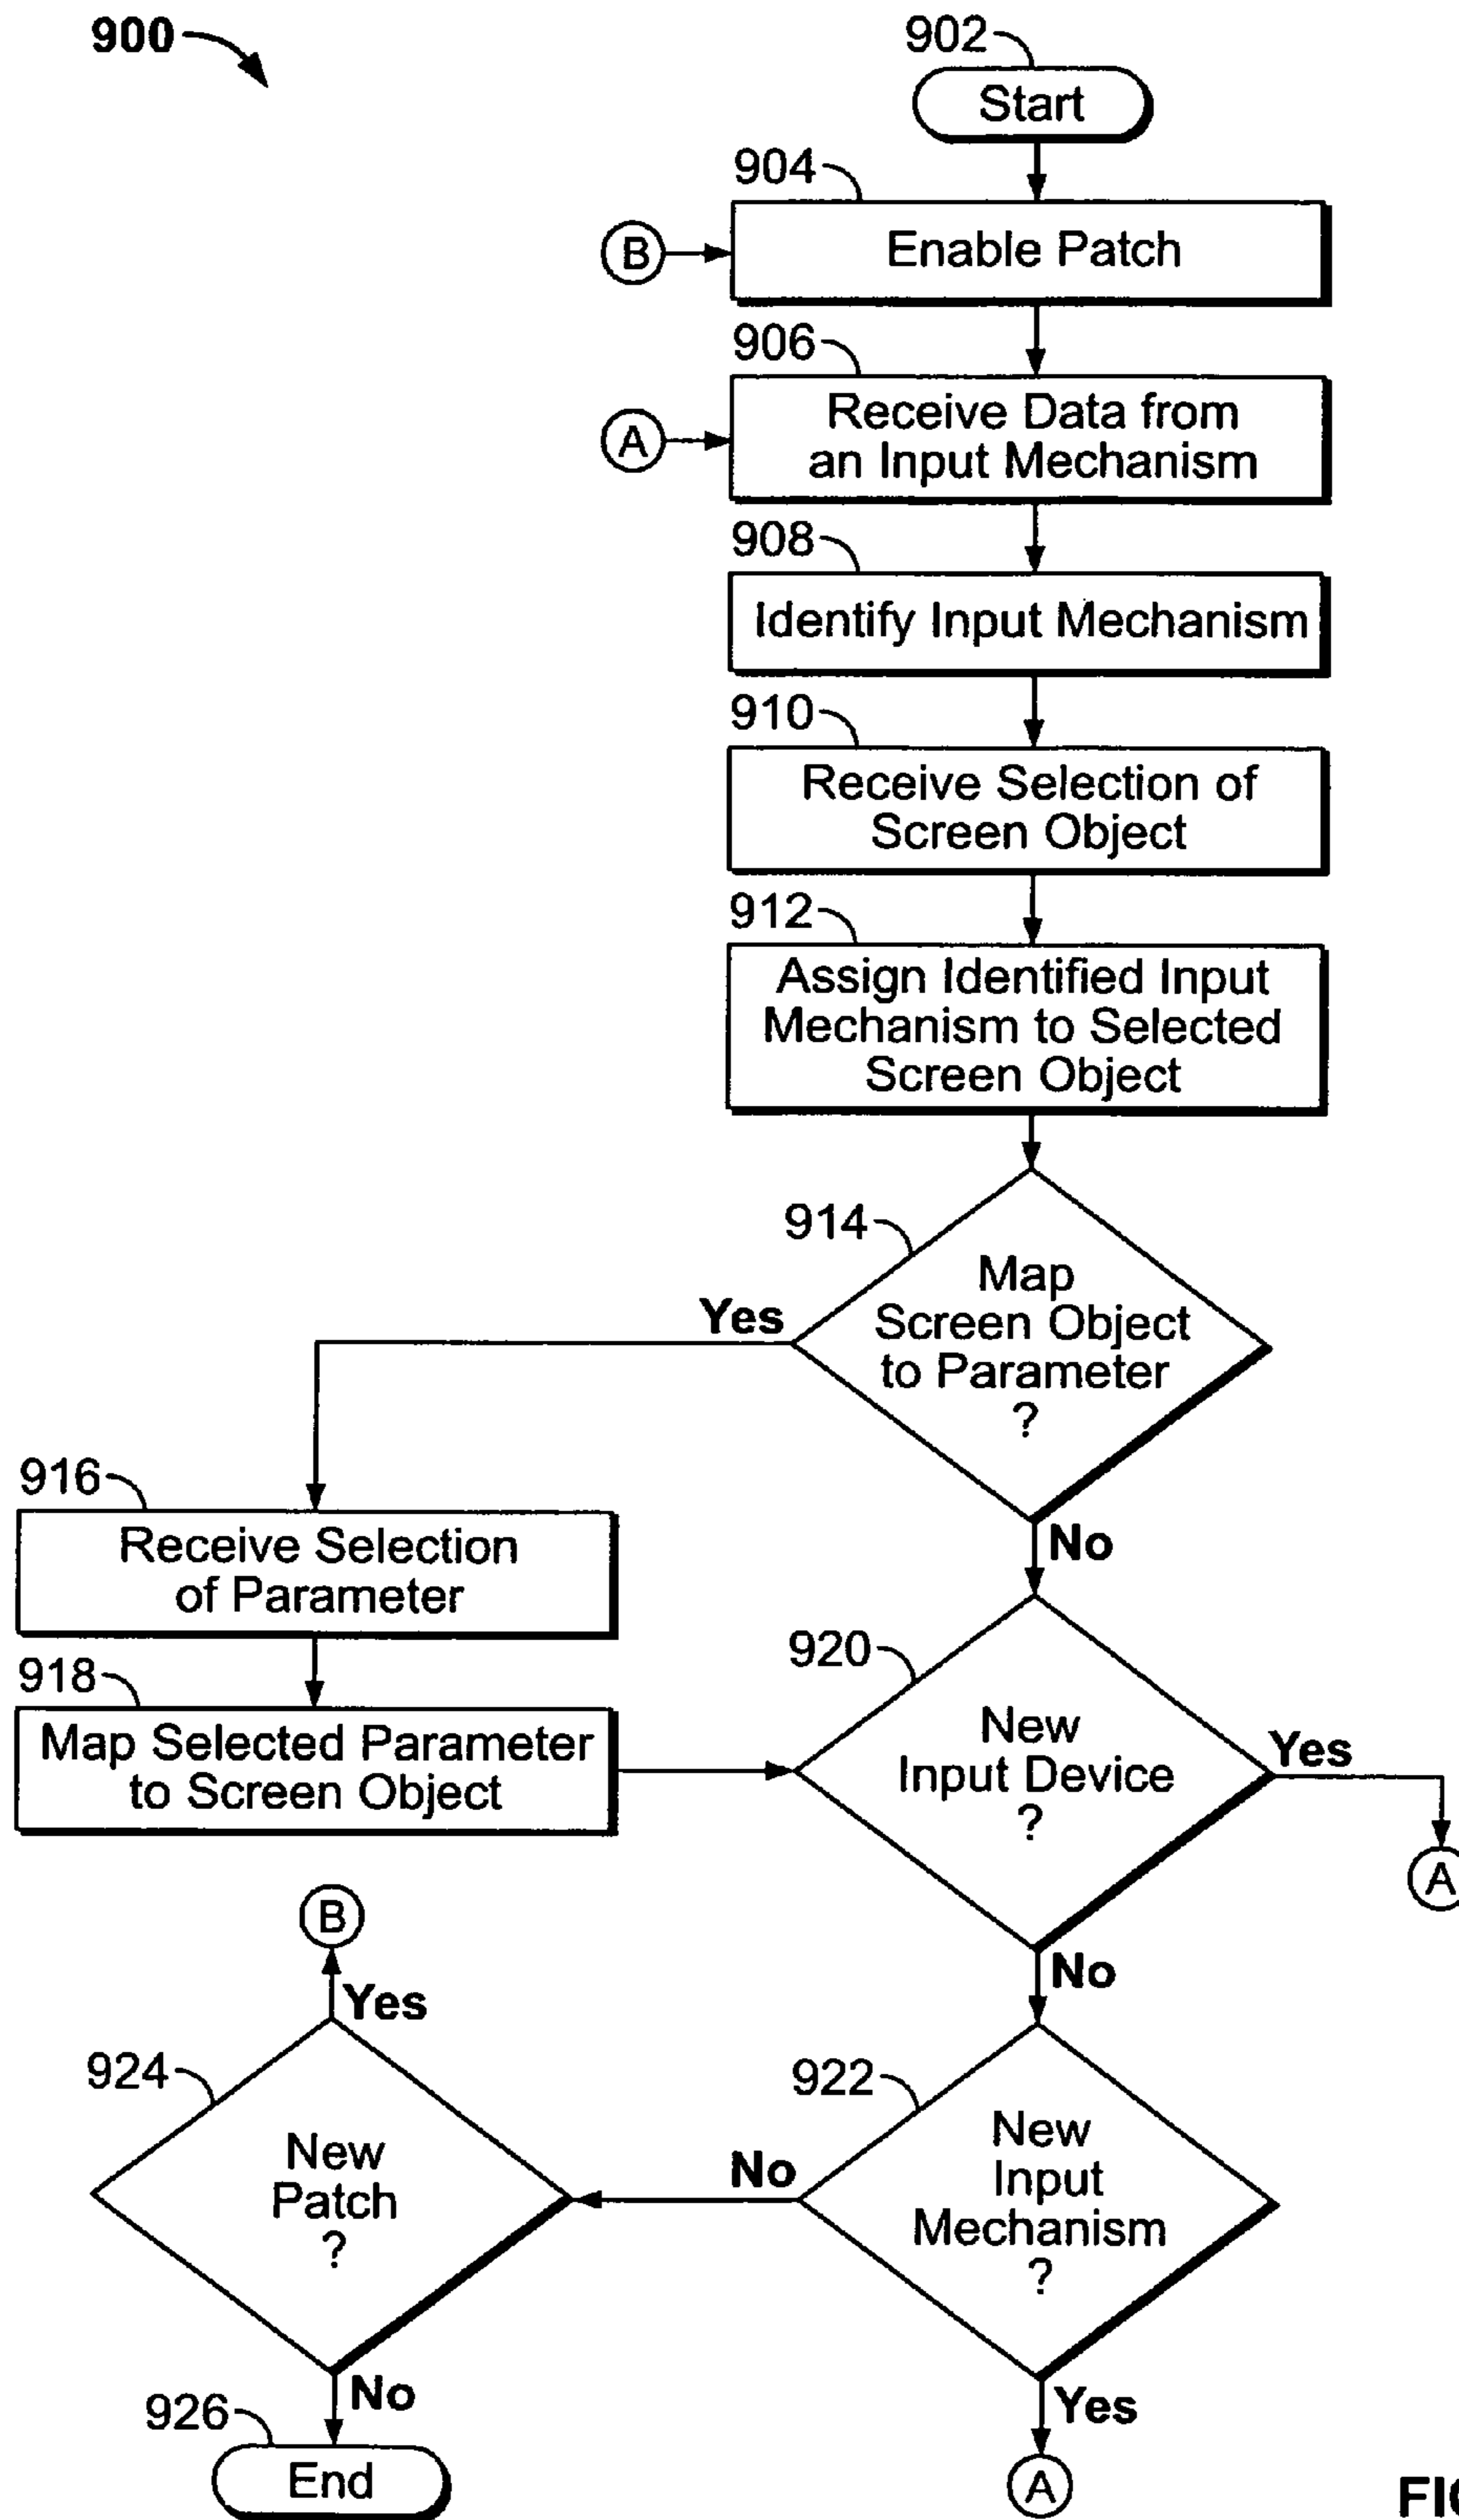 900
902
Start
904
B
Enable Patch
906
A
Receive Data from
an Input Mechanism
908
Identify Input Mechanism
910
Receive Selection of
Screen Object
912
Assign Identified Input
Mechanism to Selected
Screen Object
914
Map
Screen Object
to Parameter
?
Yes
No
916
Receive Selection
of Parameter
918
Map Selected Parameter
to Screen Object
920
New
Input Device
?
Yes
A
No
B
Yes
924
New
Patch
?
922
New
Input
Mechanism
?
No
No
926
End
Yes
A